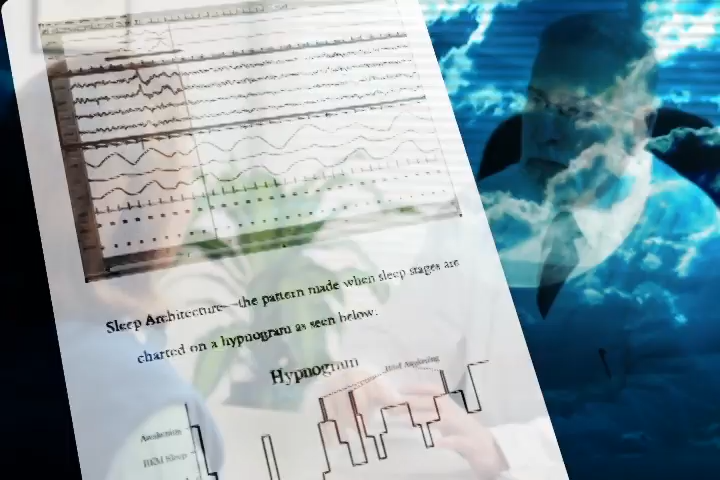 Sleep Architecture—the pattern made when sleep stages are
charted on a hypnogram as seen below:
Hypnogram
Awakening
REM Sleep